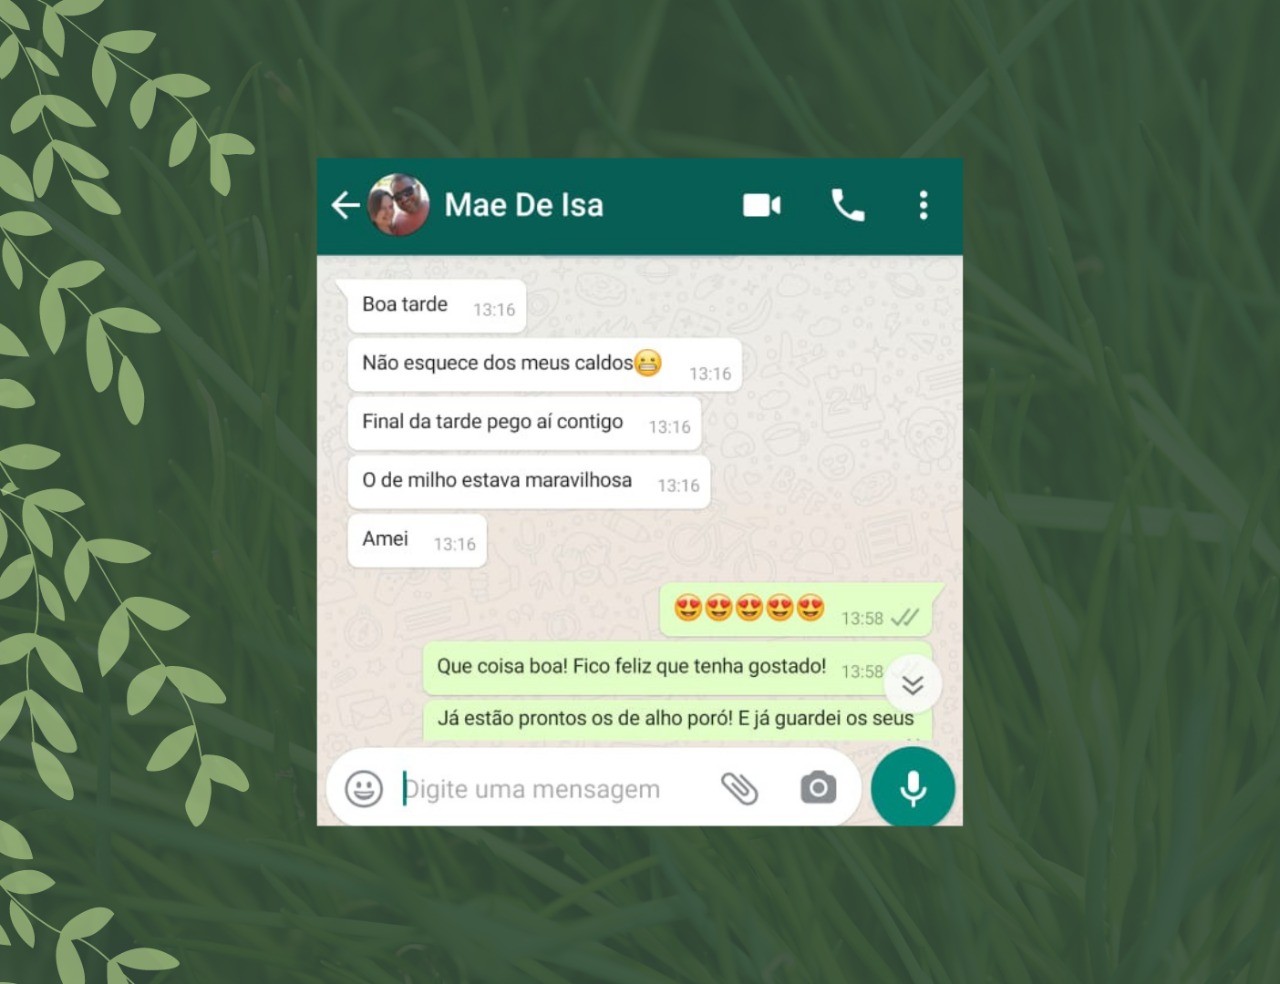 Mae De Isa
Boa tarde 13:16
Não esquece dos meus caldos😬 13:16
Final da tarde pego aí contigo 13:16
O de milho estava maravilhosa 13:16
Amei 13:16
😍😍😍😍😍 13:58
Que coisa boa! Fico feliz que tenha gostado! 13:58
Já estão prontos os de alho poró! E já guardei os seus
Digite uma mensagem